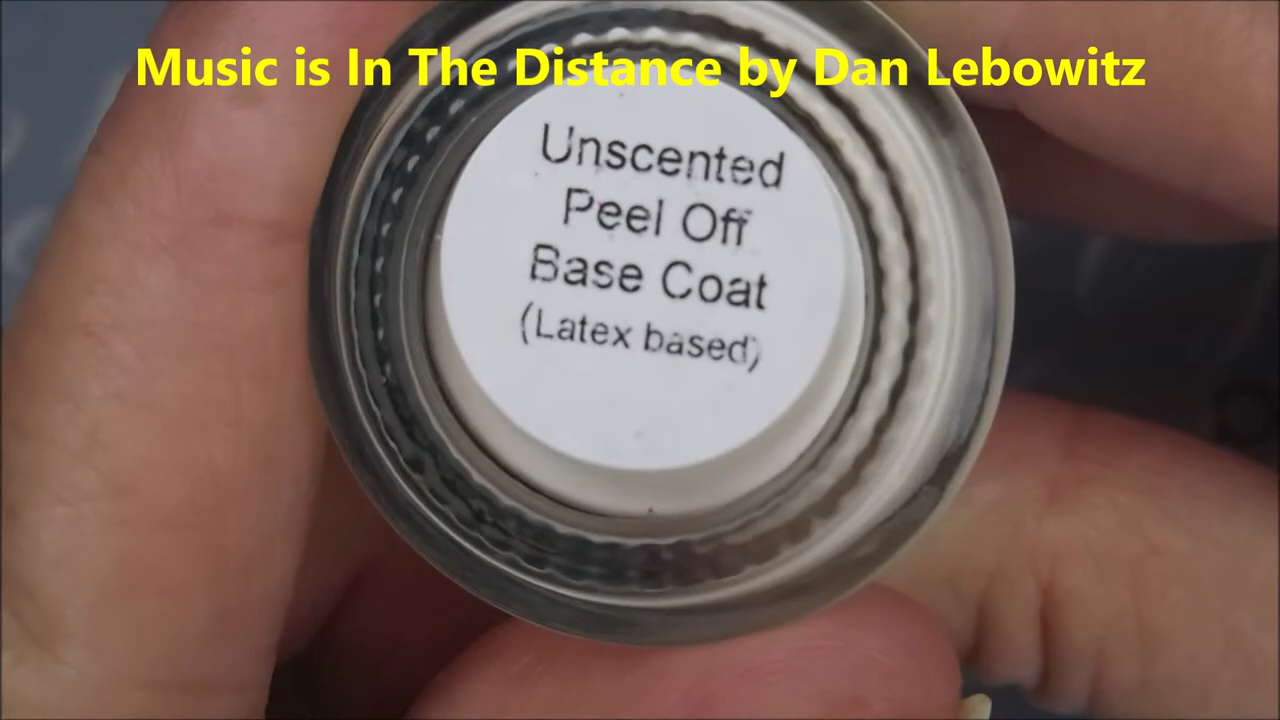 Music is In The Distance by Dan Lebowitz
Unscented
Peel Off
Base Coat
(Latex based)